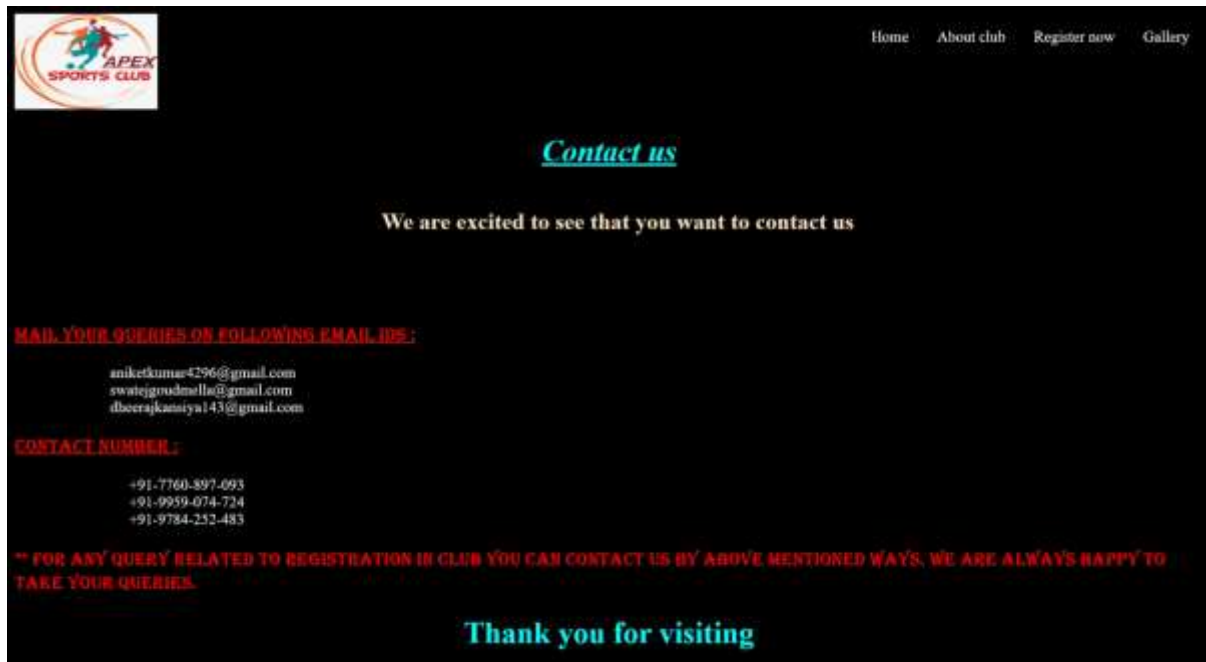 APEX
SPORTS CLUB
Home About club Register now Gallery
Contact us
We are excited to see that you want to contact us
MAIL YOUR QUERIES ON FOLLOWING EMAIL IDS :
aniketkumar4296@gmail.com
swatejgoudmella@gmail.com
dheerajkansiya143@gmail.com
CONTACT NUMBER :
+91-7760-897-093
+91-9959-074-724
+91-9784-252-483
** FOR ANY QUERY RELATED TO REGISTRATION IN CLUB YOU CAN CONTACT US BY ABOVE MENTIONED WAYS, WE ARE ALWAYS HAPPY TO
TAKE YOUR QUERIES.
Thank you for visiting